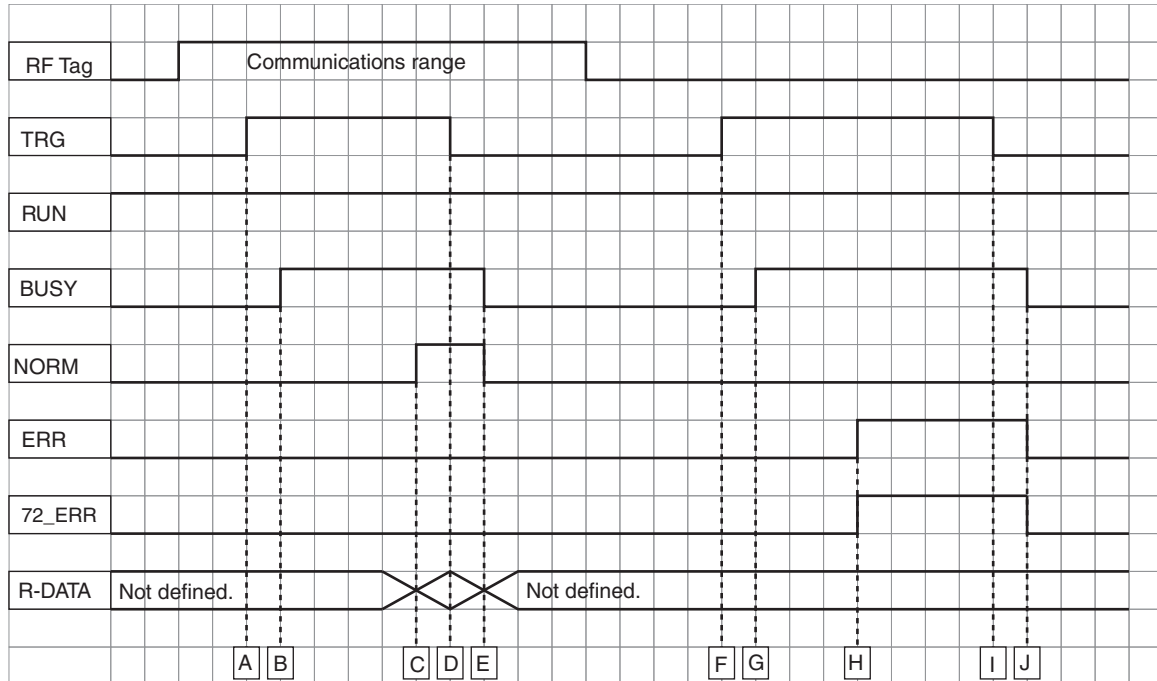 RF Tag Communications range
TRG
RUN
BUSY
NORM
ERR
72_ERR
R-DATA Not defined. Not defined.
A B C D E F G H I J